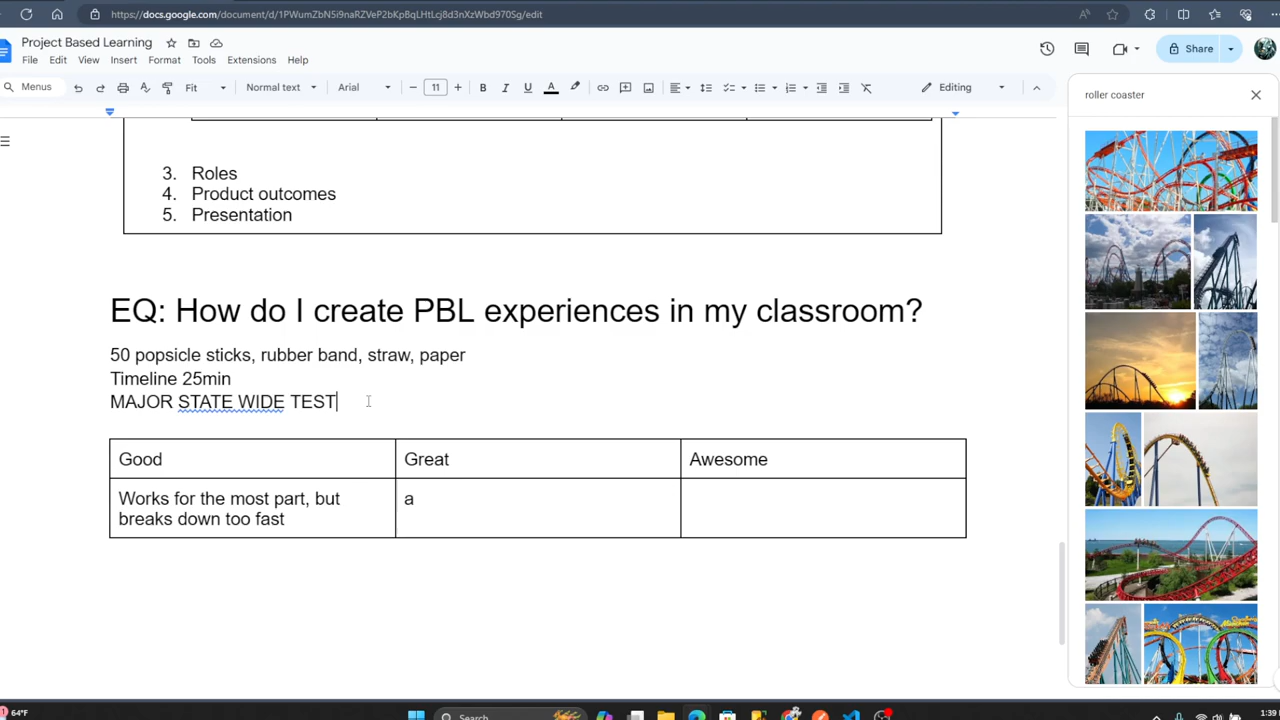 https://docs.google.com/document/d/1PWumZbN5i9naRZVeP2bKpBqLHtLcj8d3nXzWbd970Sg/edit
Project Based Learning
File Edit View Insert Format Tools Extensions Help
Share
Menus
Fit
Normal text
Arial
11
Editing
roller coaster
3. Roles
4. Product outcomes
5. Presentation
EQ: How do I create PBL experiences in my classroom?
50 popsicle sticks, rubber band, straw, paper
Timeline 25min
MAJOR STATE WIDE TEST
Good Great Awesome
Works for the most part, but a
breaks down too fast
64°F
Search
1:39